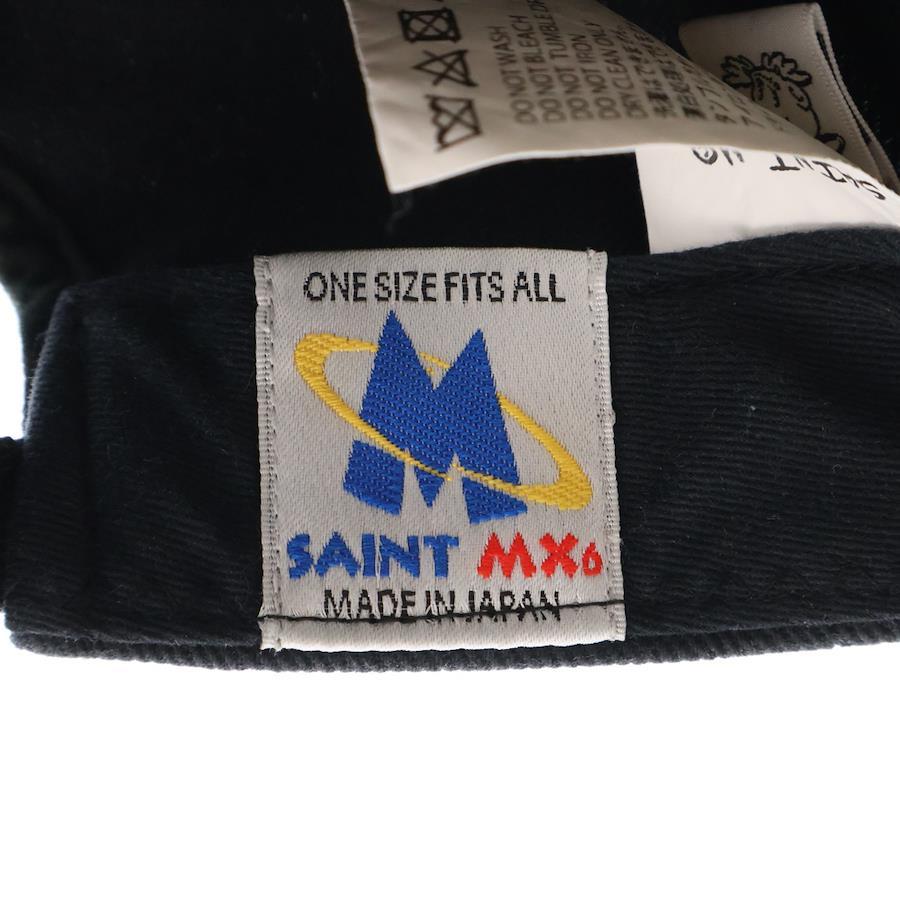 DO NOT WASH
DO NOT BLEACH
DO NOT TUMBLE
DO NOT IRON
DRY CLEAN ONLY
SAINT
ONE SIZE FITS ALL
SAINT MX6
MADE IN JAPAN